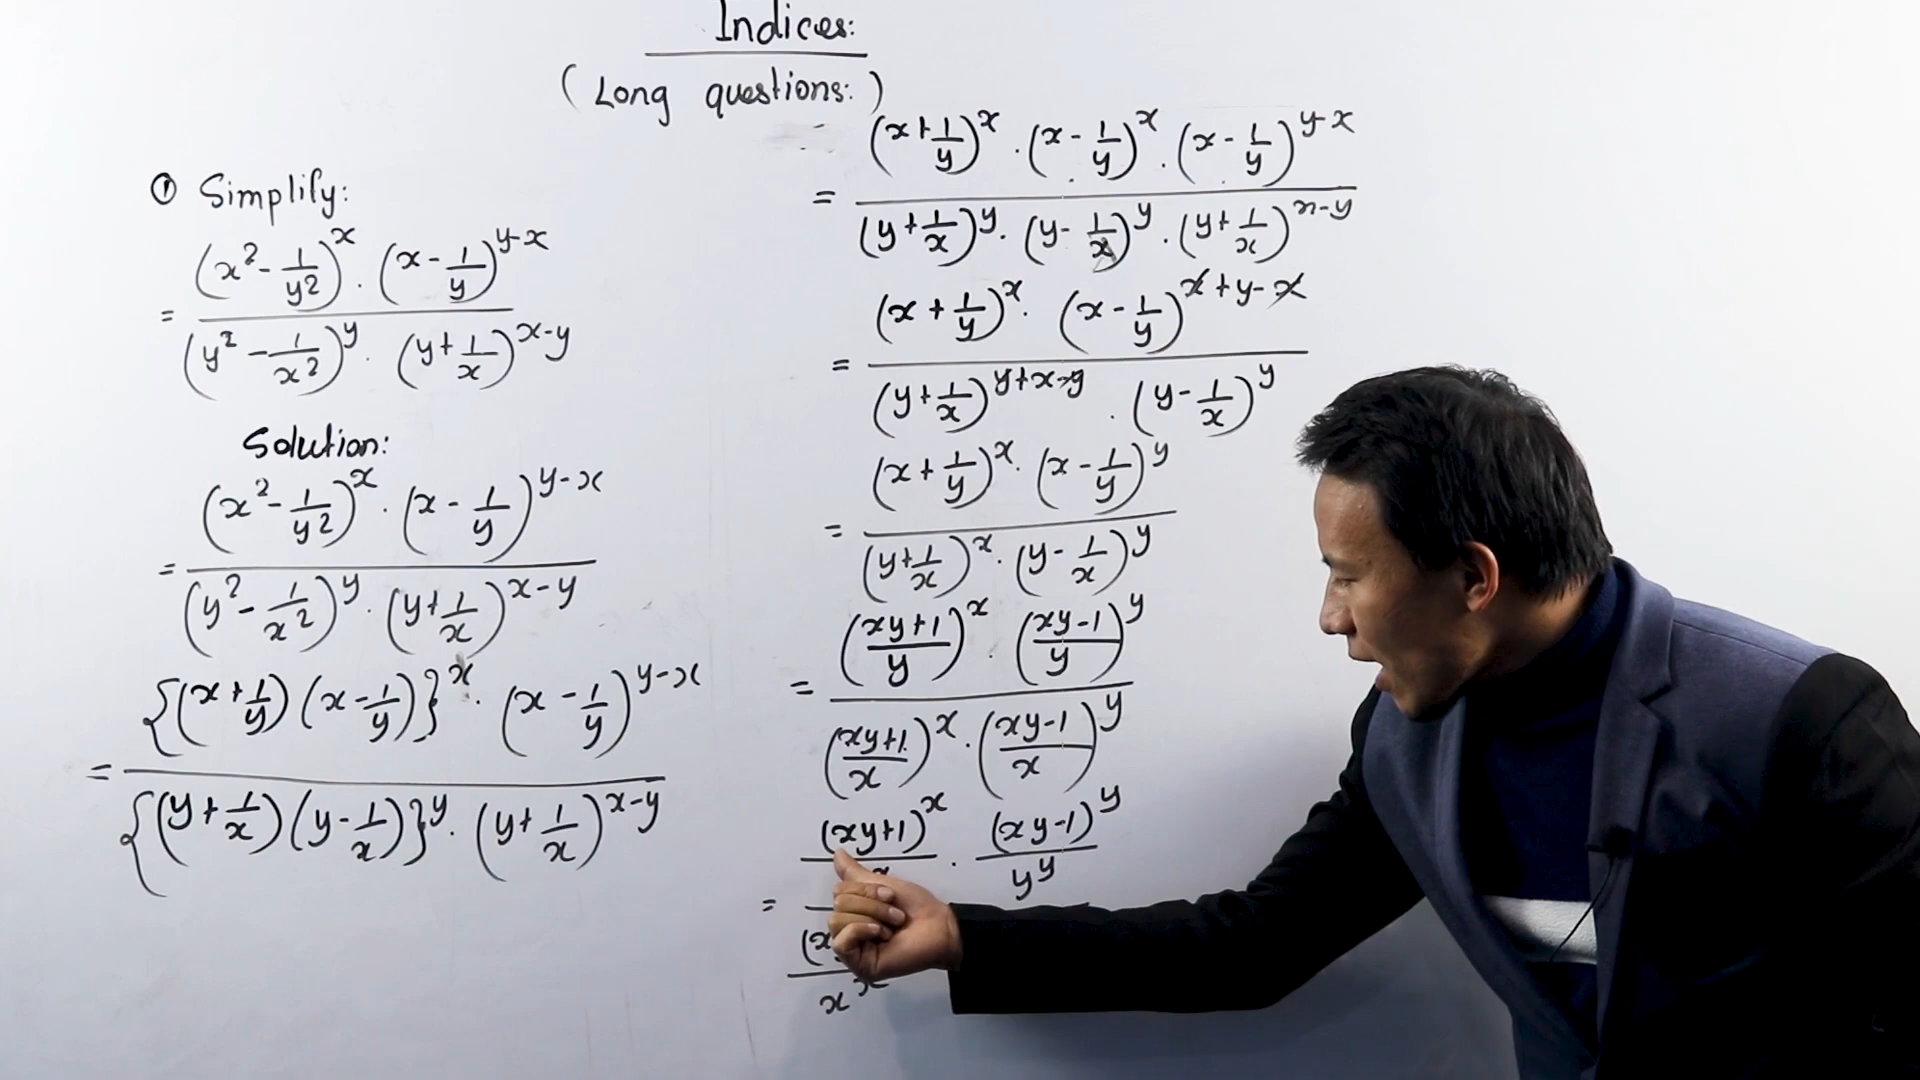 Indices:
(Long questions:)
① Simplify:
= (x² - 1/y²)^x · (x - 1/y)^(y-x)
(y² - 1/x²)^y · (y + 1/x)^(x-y)
Solution:
= (x² - 1/y²)^x · (x - 1/y)^(y-x)
(y² - 1/x²)^y · (y + 1/x)^(x-y)
= {(x + 1/y)(x - 1/y)}^x · (x - 1/y)^(y-x)
{(y + 1/x)(y - 1/x)}^y · (y + 1/x)^(x-y)
= (x + 1/y)^x · (x - 1/y)^x · (x - 1/y)^(y-x)
(y + 1/x)^y · (y - 1/x)^y · (y + 1/x)^(x-y)
= (x + 1/y)^x · (x - 1/y)^(x+y-x)
(y + 1/x)^(y+x-y) · (y - 1/x)^y
= (x + 1/y)^x · (x - 1/y)^y
(y + 1/x)^x · (y - 1/x)^y
= ((xy+1)/y)^x · ((xy-1)/y)^y
((xy+1)/x)^x · ((xy-1)/x)^y
= (xy+1)^x · (xy-1)^y/y^y
x^x